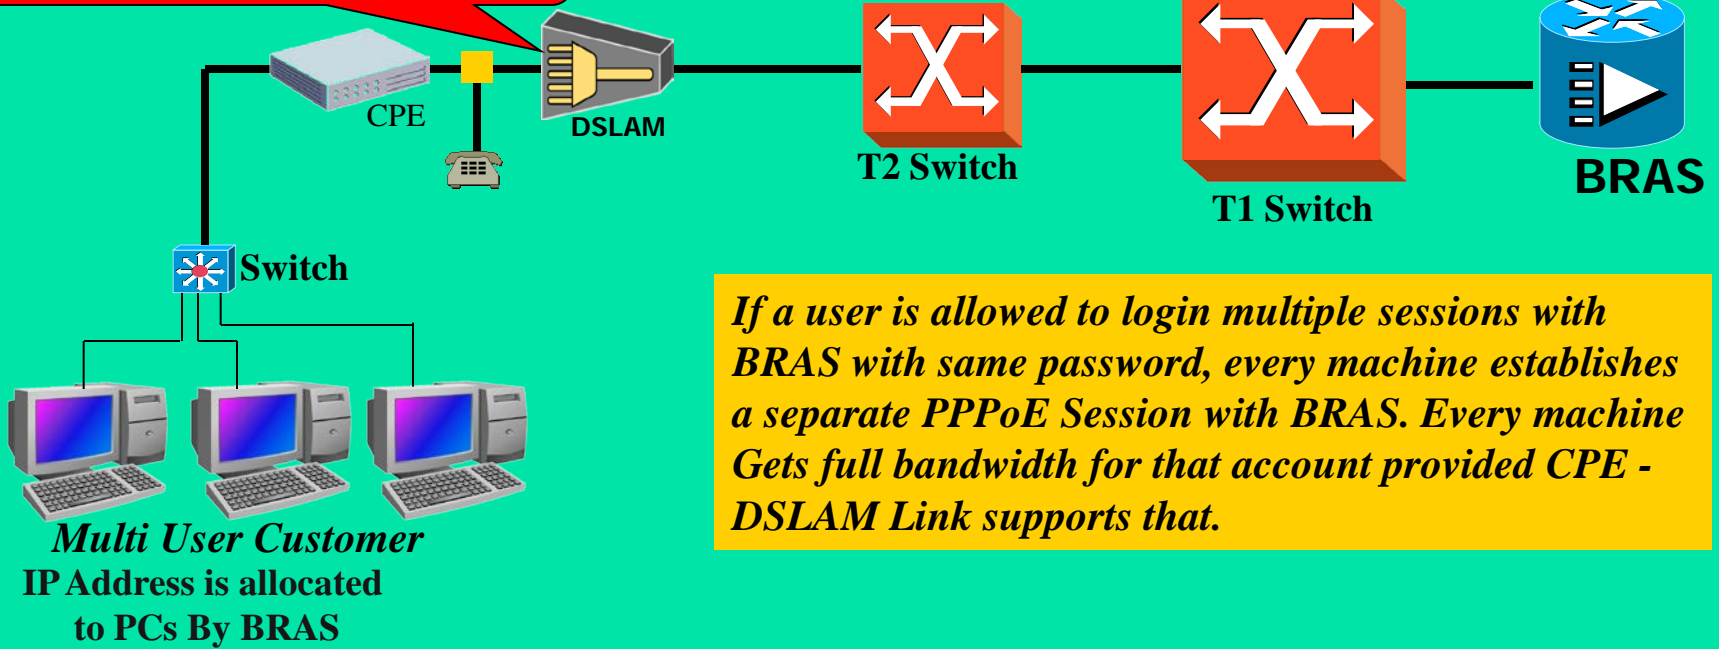 CPE
DSLAM
T2 Switch
T1 Switch
BRAS
Switch
If a user is allowed to login multiple sessions with
BRAS with same password, every machine establishes
a separate PPPoE Session with BRAS. Every machine
Gets full bandwidth for that account provided CPE -
DSLAM Link supports that.
Multi User Customer
IP Address is allocated
to PCs By BRAS